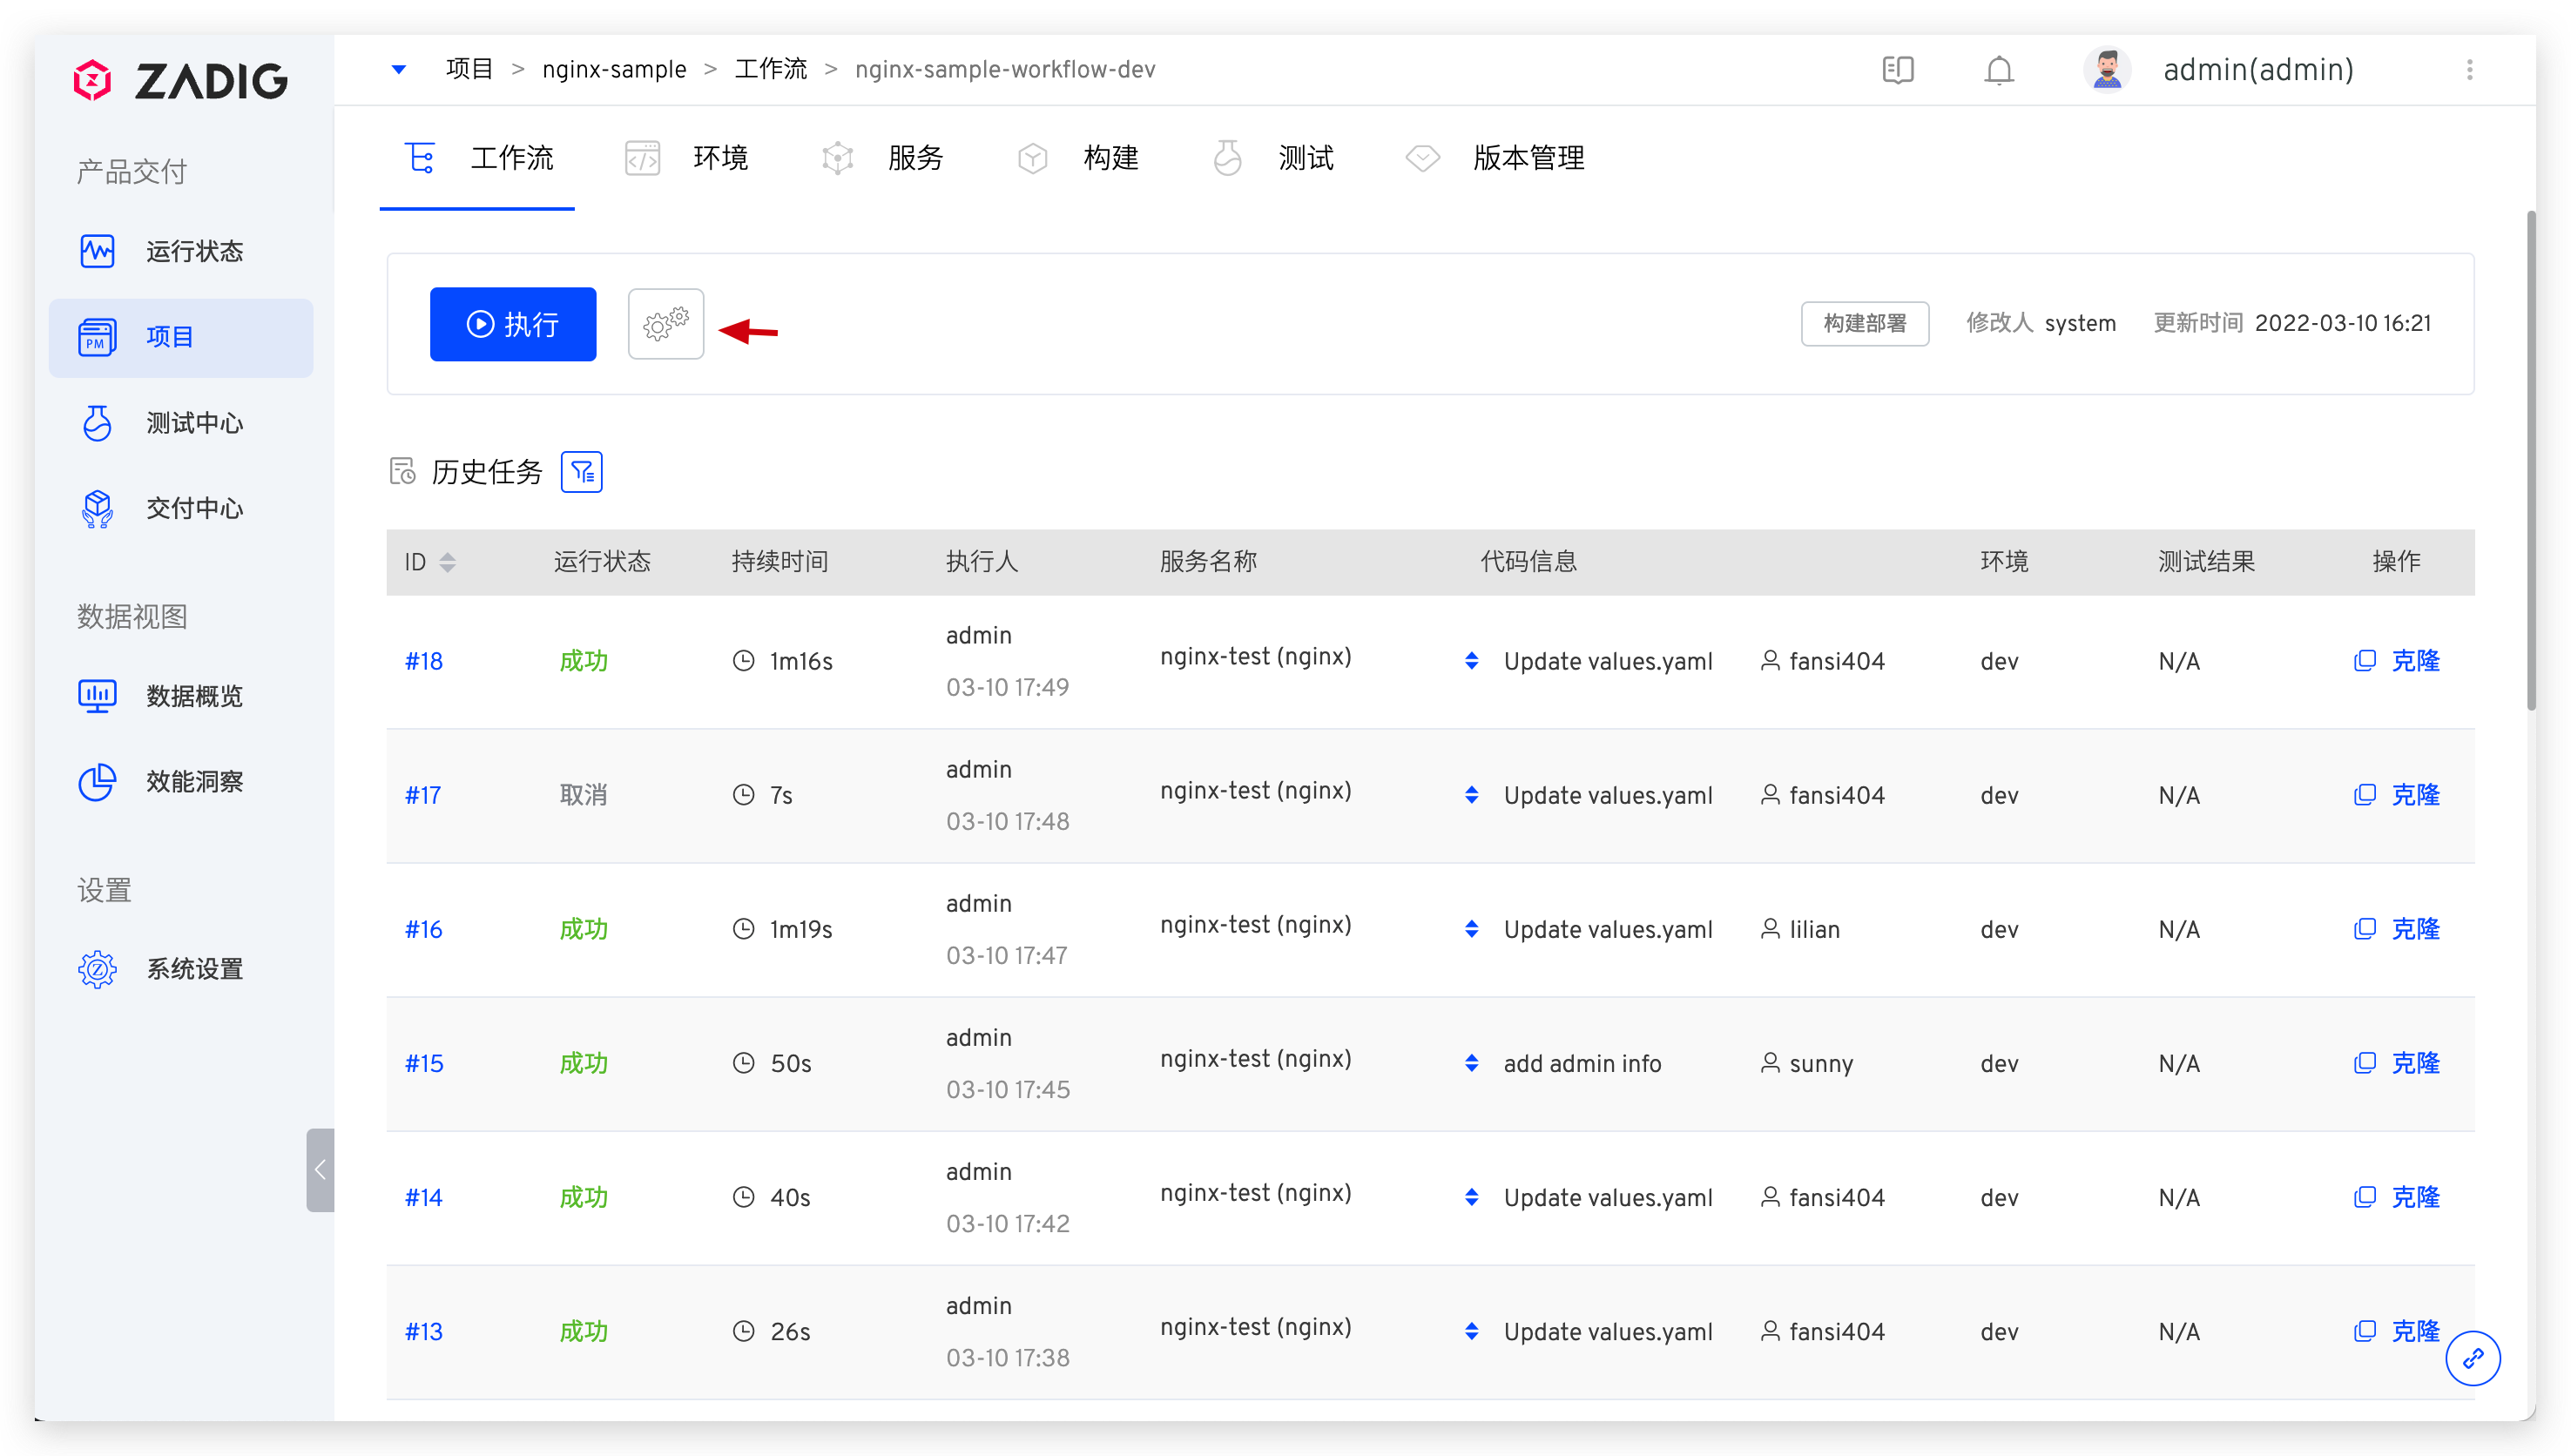 ZADIG
产品交付
运行状态
PM
项目
测试中心
交付中心
数据视图
数据概览
效能洞察
设置
系统设置
项目 > nginx-sample > 工作流 > nginx-sample-workflow-dev
admin(admin)
工作流 环境 服务 构建 测试 版本管理
执行
构建部署 修改人 system 更新时间 2022-03-10 16:21
历史任务
ID 运行状态 持续时间 执行人 服务名称 代码信息 环境 测试结果 操作
#18 成功 1m16s admin 03-10 17:49 nginx-test (nginx) Update values.yaml fansi404 dev N/A 克隆
#17 取消 7s admin 03-10 17:48 nginx-test (nginx) Update values.yaml fansi404 dev N/A 克隆
#16 成功 1m19s admin 03-10 17:47 nginx-test (nginx) Update values.yaml lilian dev N/A 克隆
#15 成功 50s admin 03-10 17:45 nginx-test (nginx) add admin info sunny dev N/A 克隆
#14 成功 40s admin 03-10 17:42 nginx-test (nginx) Update values.yaml fansi404 dev N/A 克隆
#13 成功 26s admin 03-10 17:38 nginx-test (nginx) Update values.yaml fansi404 dev N/A 克隆